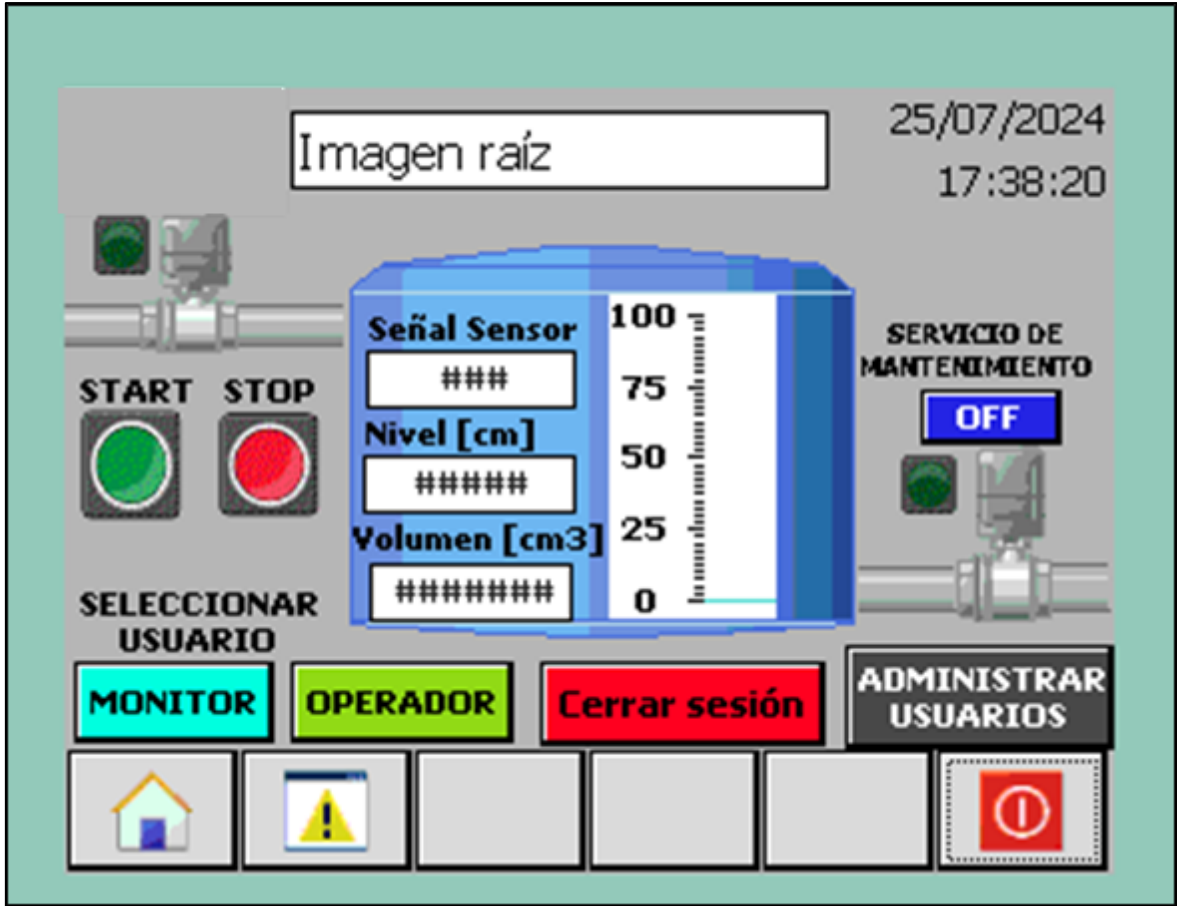 Imagen raíz
25/07/2024
17:38:20
Señal Sensor
###
Nivel [cm]
#####
Volumen [cm3]
#######
100
75
50
25
0
START
STOP
SERVICIO DE
MANTENIMIENTO
OFF
SELECCIONAR
USUARIO
MONITOR
OPERADOR
Cerrar sesión
ADMINISTRAR
USUARIOS
!